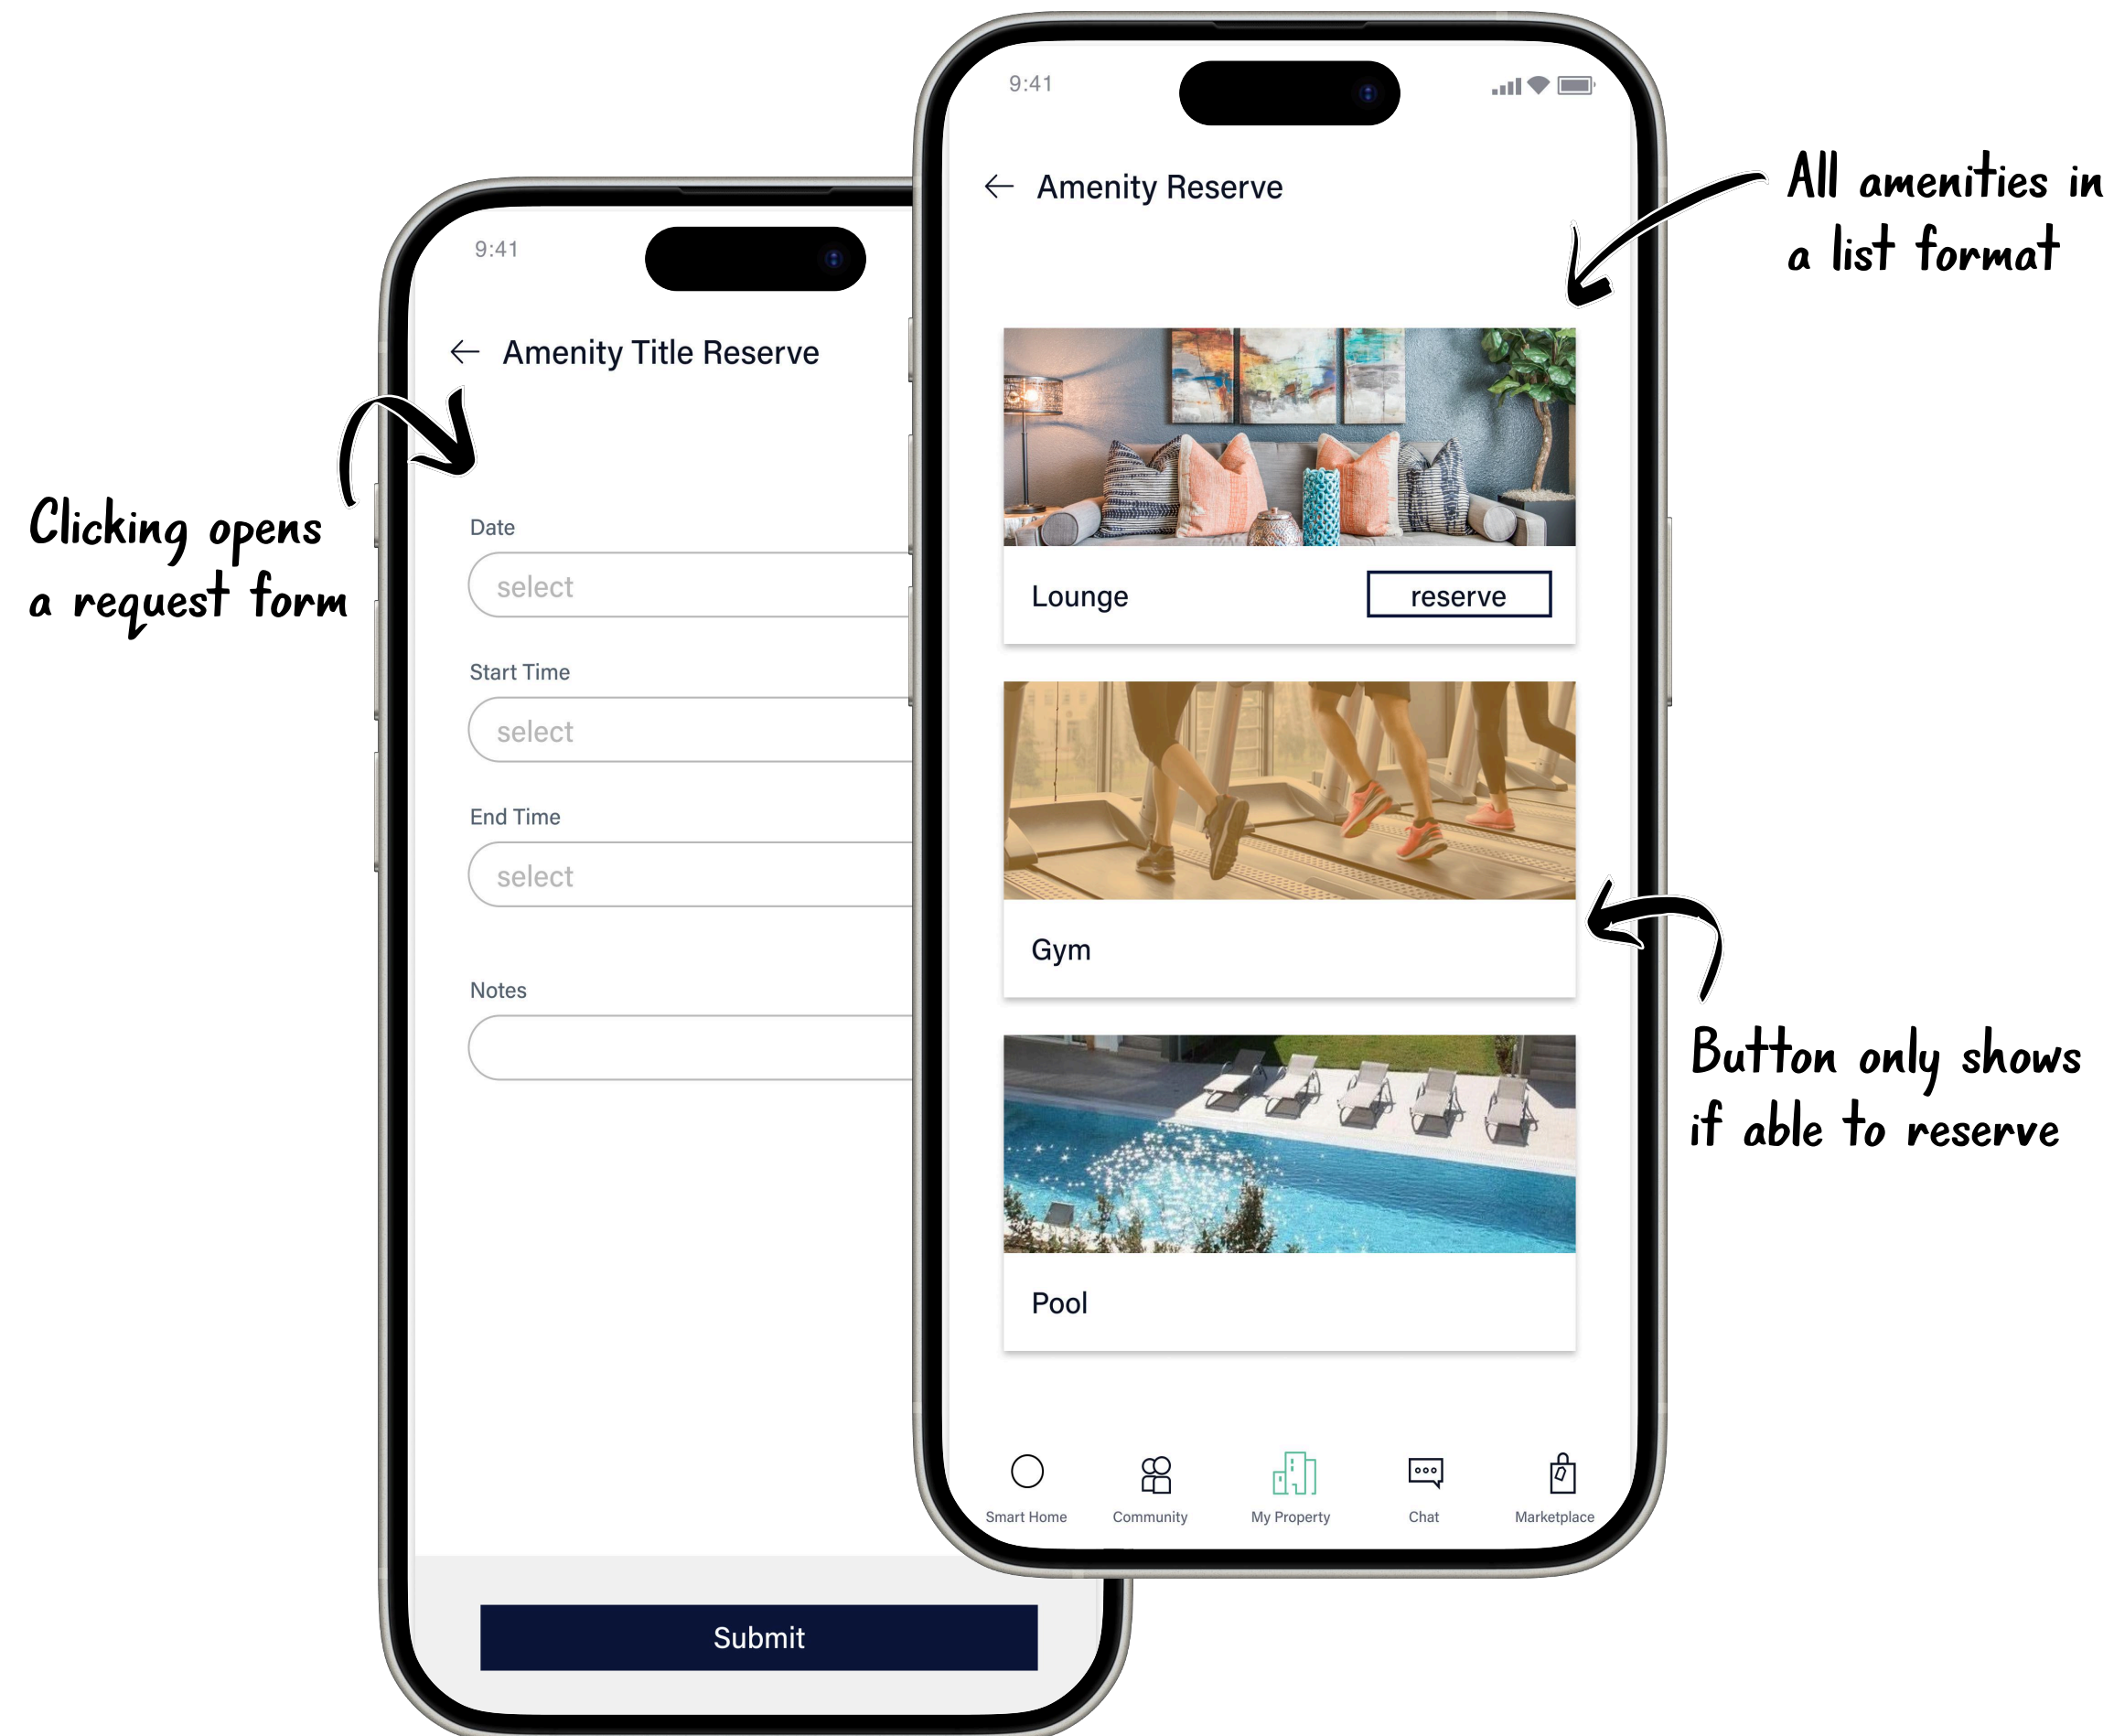 9:41
Amenity Reserve
All amenities in
a list format
9:41
Amenity Title Reserve
Clicking opens
a request form
Date
select
Start Time
select
End Time
select
Notes
Submit
Lounge
reserve
Gym
Button only shows
if able to reserve
Pool
Smart Home
Community
My Property
Chat
Marketplace